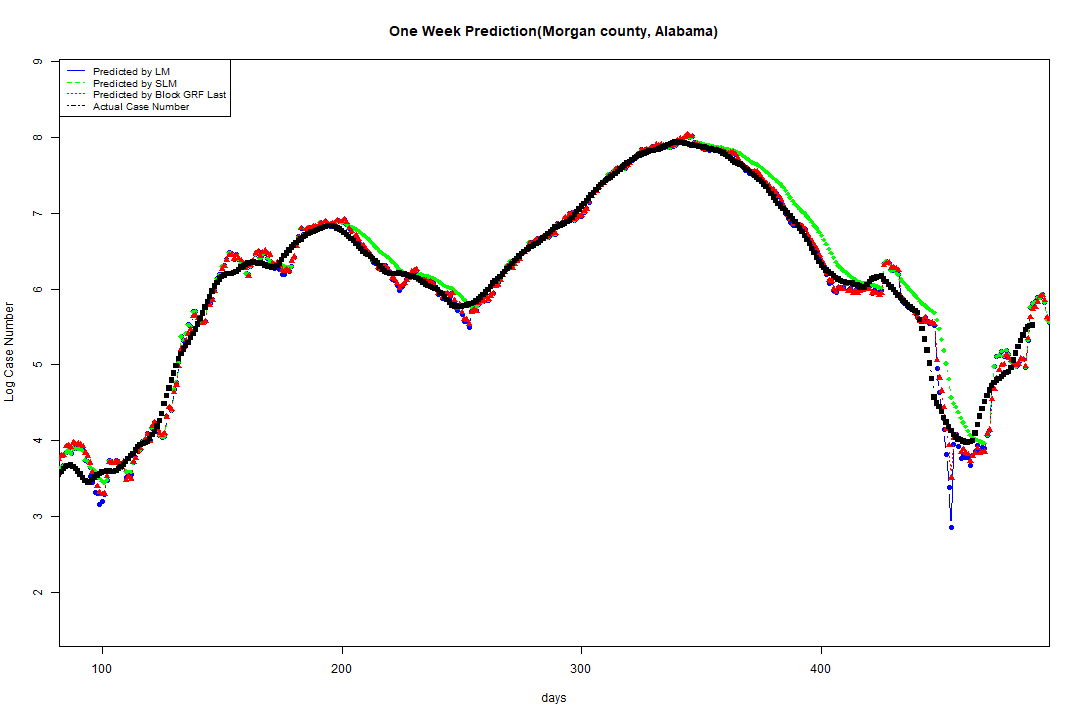 One Week Prediction(Morgan county, Alabama)
Predicted by LM
Predicted by SLM
Predicted by Block GRF Last
Actual Case Number
9
8
7
6
5
4
3
2
Log Case Number
100 200 300 400
days